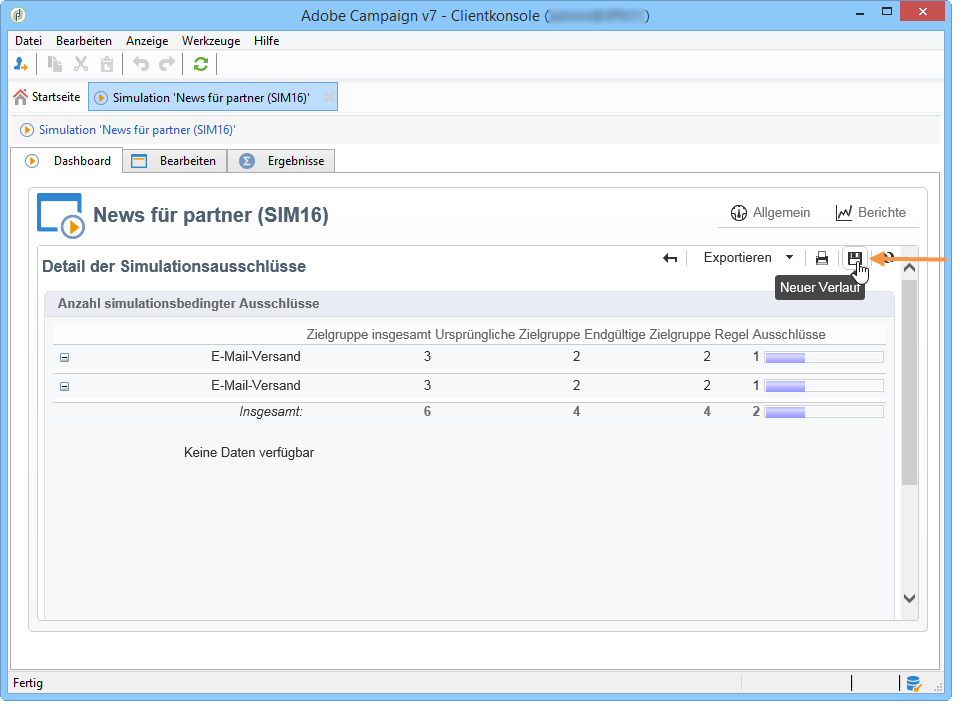 Adobe Campaign v7 - Clientkonsole ( )
Datei Bearbeiten Anzeige Werkzeuge Hilfe
Startseite Simulation 'News für partner (SIM16)'
Simulation 'News für partner (SIM16)'
Dashboard Bearbeiten Ergebnisse
News für partner (SIM16) Allgemein Berichte
Exportieren
Detail der Simulationsausschlüsse
Neuer Verlauf
Anzahl simulationsbedingter Ausschlüsse
Zielgruppe insgesamt Ursprüngliche Zielgruppe Endgültige Zielgruppe Regel Ausschlüsse
E-Mail-Versand 3 2 2 1
E-Mail-Versand 3 2 2 1
Insgesamt: 6 4 4 2
Keine Daten verfügbar
Fertig